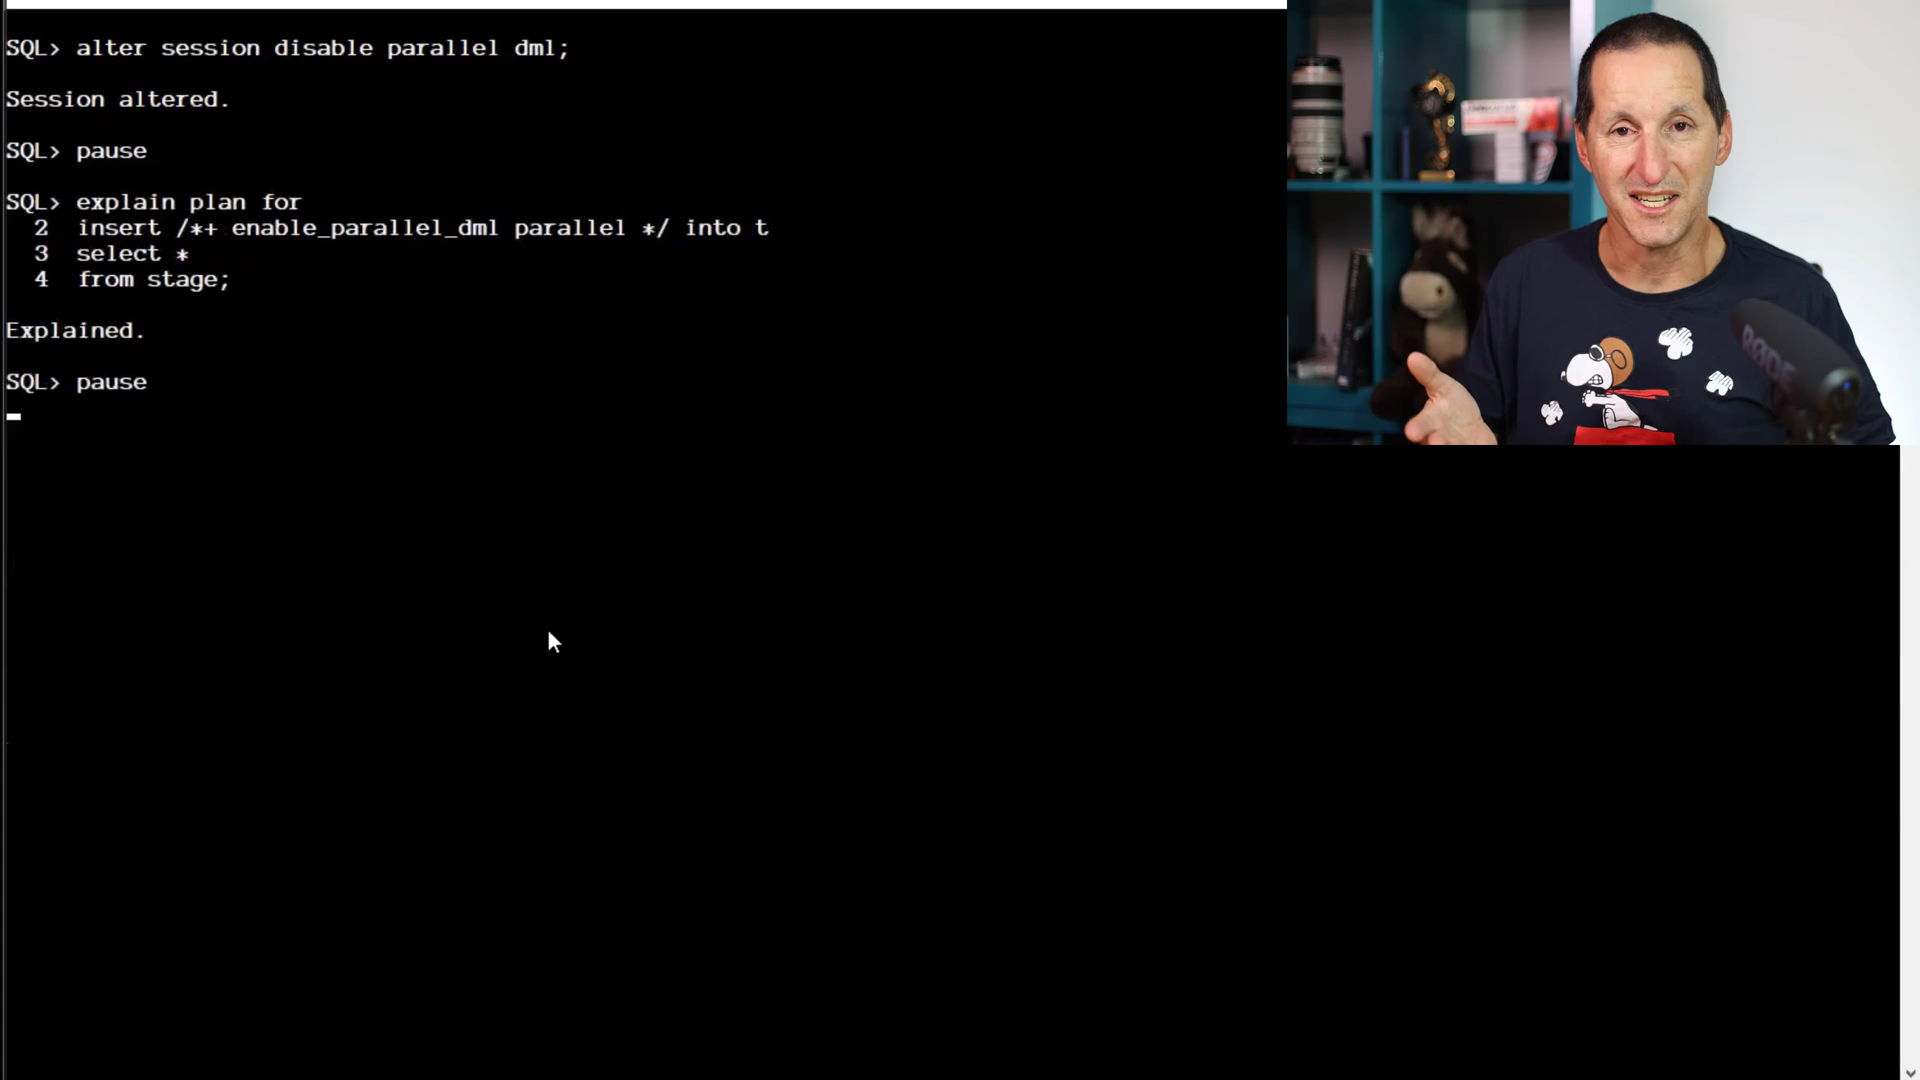 SQL> alter session disable parallel dml;
Session altered.
SQL> pause
SQL> explain plan for
2 insert /*+ enable_parallel_dml parallel */ into t
3 select *
4 from stage;
Explained.
SQL> pause
RØDE